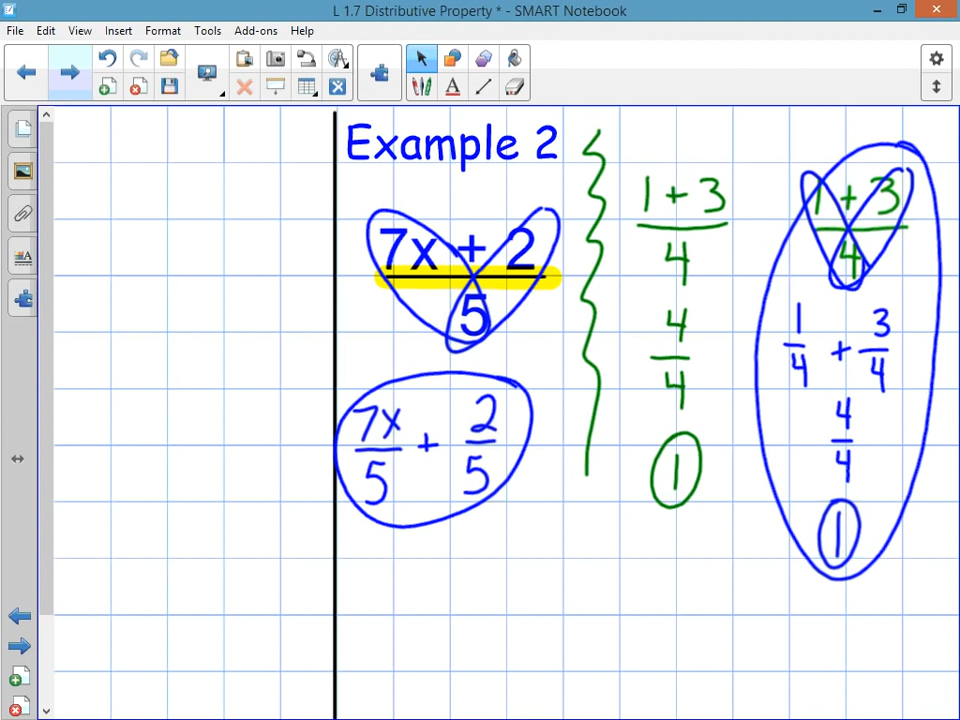 L 1.7 Distributive Property * - SMART Notebook
File Edit View Insert Format Tools Add-ons Help
Example 2
7x + 2
5
7x/5 + 2/5
1 + 3
4
4
4
1
1 + 3
4
1/4 + 3/4
4
4
1